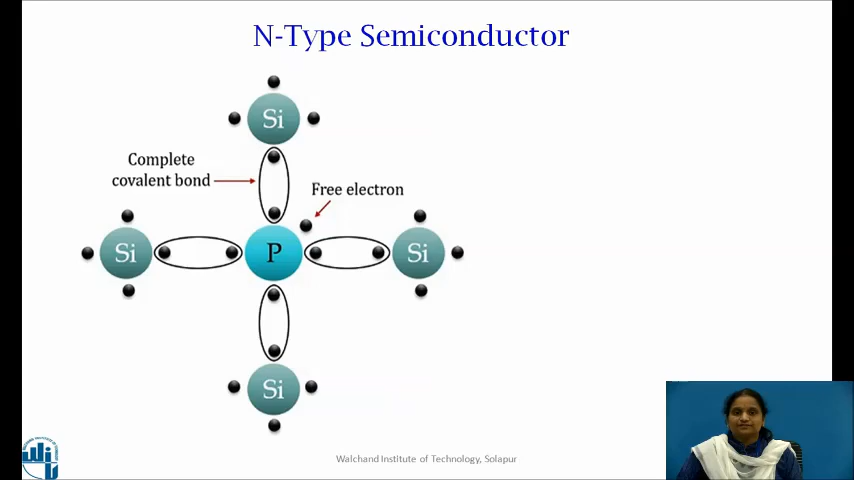 N-Type Semiconductor
Si
Complete
covalent bond
Free electron
Si
P
Si
Si
Walchand Institute of Technology, Solapur